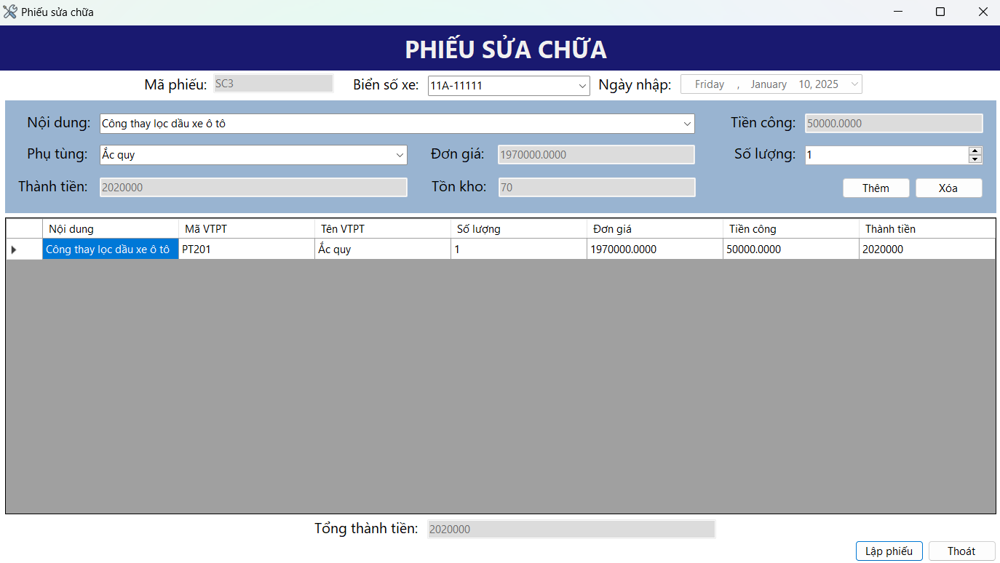 Phiếu sửa chữa
PHIẾU SỬA CHỮA
Mã phiếu: SC3 Biển số xe: 11A-11111 Ngày nhập: Friday , January 10, 2025
Nội dung: Công thay lọc dầu xe ô tô Tiền công: 50000.0000
Phụ tùng: Ắc quy Đơn giá: 1970000.0000 Số lượng: 1
Thành tiền: 2020000 Tồn kho: 70 Thêm Xóa
Nội dung Mã VTPT Tên VTPT Số lượng Đơn giá Tiền công Thành tiền
Công thay lọc dầu xe ô tô PT201 Ắc quy 1 1970000.0000 50000.0000 2020000
Tổng thành tiền: 2020000
Lập phiếu Thoát